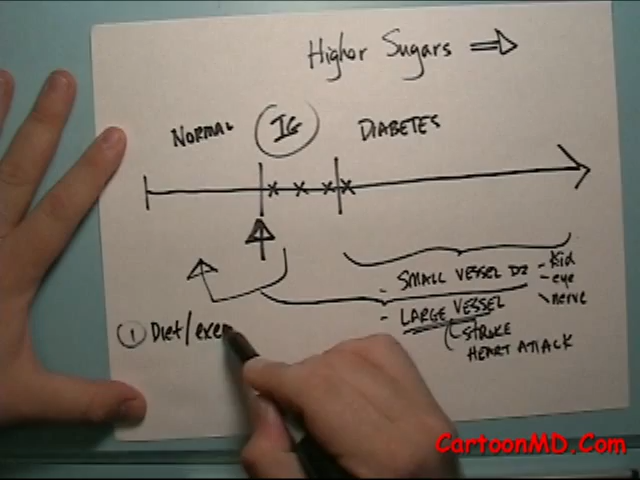 Higher Sugars ⇒
NORMAL IG DIABETES
x x x x
- SMALL VESSEL DZ - Kid
- eye
- nerve
- LARGE VESSEL
STROKE
HEART ATTACK
1 Diet/exer
CartoonMD.Com